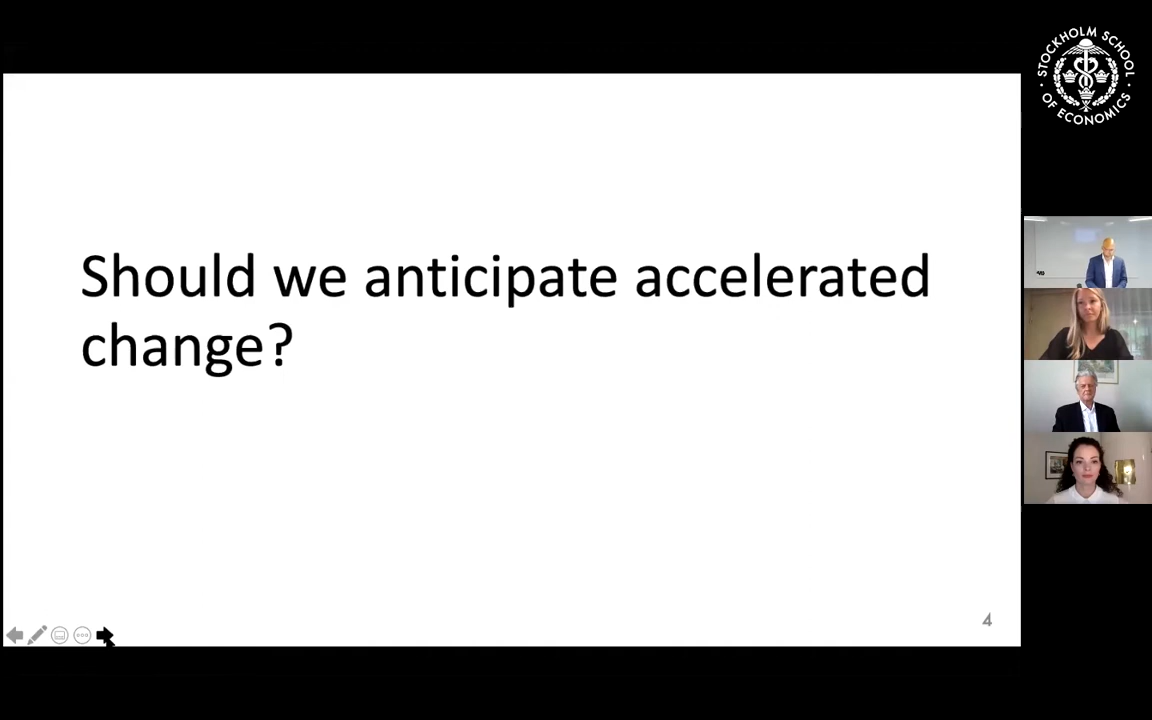 STOCKHOLM SCHOOL
OF ECONOMICS
Should we anticipate accelerated
change?
4